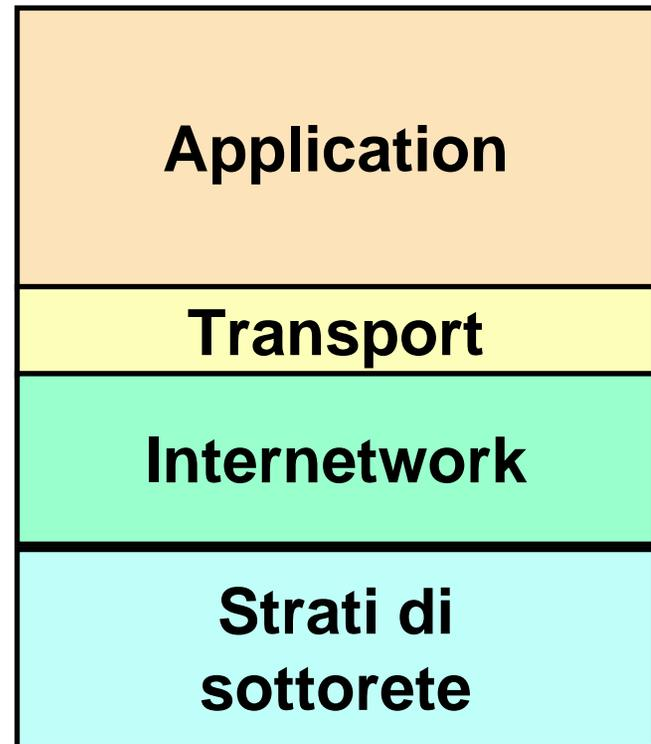 Application
Transport
Internetwork
Strati di
sottorete